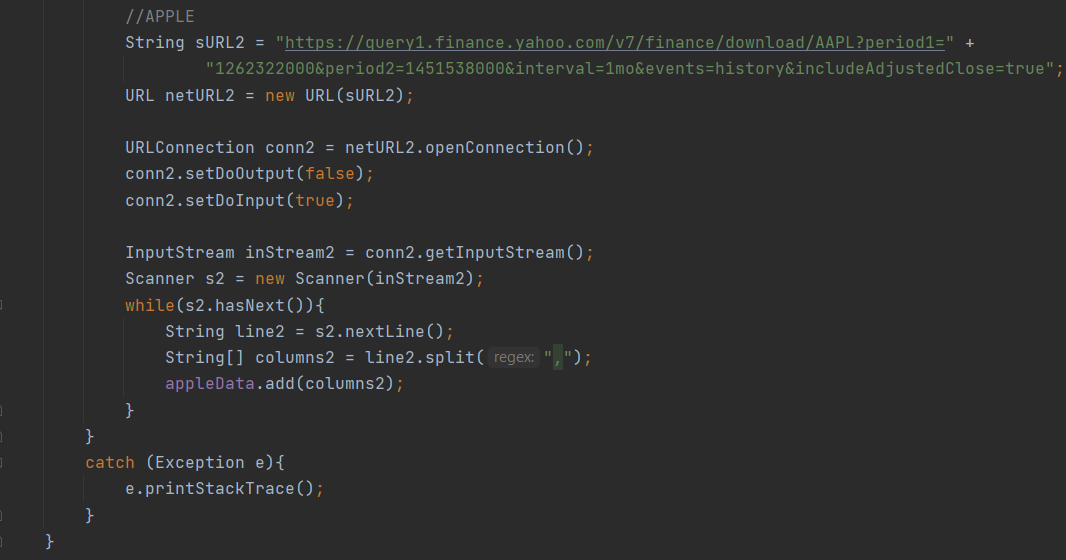 //APPLE
String sURL2 = "https://query1.finance.yahoo.com/v7/finance/download/AAPL?period1=" +
"1262322000&period2=1451538000&interval=1mo&events=history&includeAdjustedClose=true";
URL netURL2 = new URL(sURL2);
URLConnection conn2 = netURL2.openConnection();
conn2.setDoOutput(false);
conn2.setDoInput(true);
InputStream inStream2 = conn2.getInputStream();
Scanner s2 = new Scanner(inStream2);
while(s2.hasNext()){
String line2 = s2.nextLine();
String[] columns2 = line2.split( regex: ",");
appleData.add(columns2);
}
}
catch (Exception e){
e.printStackTrace();
}
}